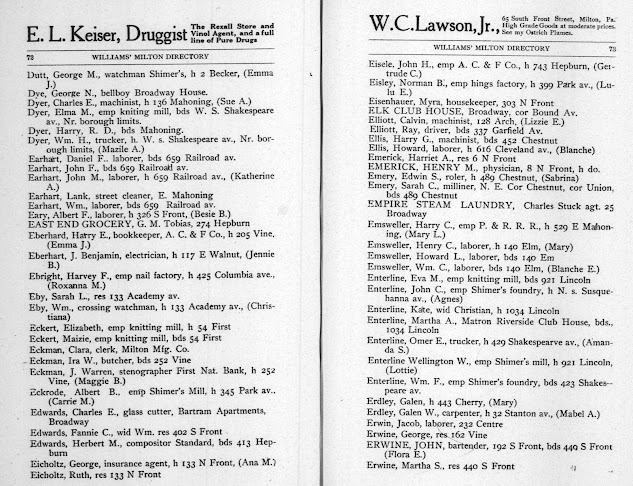 E. L. Keiser, Druggist
The Rexall Store and
Vinol Agent, and a full
line of Pure Drugs
72 WILLIAMS' MILTON DIRECTORY
Dutt, George M., watchman Shimer's, h 2 Becker, (Emma
J.)
Dye, George N., bellboy Broadway House.
Dyer, Charles E., machinist, h 136 Mahoning, (Sue A.)
Dyer, Elma M., emp knitting mill, bds W. S. Shakespeare
av., Nr. borough limits.
Dyer, Harry, R. D., bds Mahoning.
Dyer, Wm. H., trucker, h. W. s. Shakespeare av., Nr. bor-
ough limits, (Mazile A.)
Earhart, Daniel F., laborer, bds 659 Railroad av.
Earhart, John F., bds 659 Railroad av.
Earhart, John M., laborer, h 659 Railroad av., (Katherine
A.)
Earhart, Lank, street cleaner, E. Mahoning
Earhart, Wm., laborer, bds 659 Railroad av.
Eary, Albert F., laborer, h 326 S Front, (Besie B.)
EAST END GROCERY, G. M. Tobias, 274 Hepburn
Eberhard, Harry E., bookkeeper, A. C. & F Co., h 205 Vine,
(Emma J.)
Eberhart, J. Benjamin, electrician, h 117 E Walnut, (Jennie
B.)
Ebright, Harvey F., emp nail factory, h 425 Columbia ave.,
(Roxanna M.)
Eby, Sarah L., res 133 Academy av.
Eby, Wm., crossing watchman, h 133 Academy av., (Chris-
tiana)
Eckert, Elizabeth, emp knitting mill, h 54 First
Eckert, Maizie, emp knitting mill, bds 54 First
Eckman, Clara, clerk, Milton Mfg. Co.
Eckman, Ira W., butcher, bds 252 Vine
Eckman, J. Warren, stenographer First Nat. Bank, h 252
Vine, (Maggie B.)
Eckrode, Albert B., emp Shimer's Mill, h 345 Park av.,
(Carrie M.)
Edwards, Charles E., glass cutter, Bartram Apartments,
Broadway
Edwards, Fannie C., wid Wm. res 402 S Front
Edwards, Herbert M., compositor Standard, bds 413 Hep-
burn
Eicholtz, George, insurance agent, h 133 N Front, (Ana M.)
Eicholtz, Ruth, res 133 N Front
W. C. Lawson, Jr.,
65 South Front Street, Milton, Pa.
High Grade Goods at moderate prices.
See my Ostrich Plumes.
WILLIAMS' MILTON DIRECTORY 73
Eisele, John H., emp A. C. & F Co., h 743 Hepburn, (Ger-
trude C.)
Eisley, Norman B., emp hings factory, h 399 Park av., (Lu-
lu E.)
Eisenhauer, Myra, housekeeper, 303 N Front
ELK CLUB HOUSE, Broadway, cor Bound Av.
Elliott, Calvin, machinist, 128 Arch, (Lizzie E.)
Elliott, Ray, driver, bds 337 Garfield Av.
Ellis, Harry G., machinist, bds 452 Chestnut
Ellis, Howard, laborer, h 616 Cleveland av., (Blanche)
Emerick, Harriet A., res 6 N Front
EMERICK, HENRY M., physician, 8 N Front, h do.
Emery, Edwin S., roler, h 489 Chestnut, (Sabrina)
Emery, Sarah C., milliner, N. E. Cor Chestnut, cor Union,
bds 489 Chestnut
EMPIRE STEAM LAUNDRY, Charles Stuck agt. 25
Broadway
Emsweller, Harry C., emp P. & R. R. R., h 529 E Mahon-
ing, (Mary L.)
Emsweller, Henry C., laborer, h 140 Elm, (Mary)
Emsweller, Howard L., laborer, bds 140 Em
Emsweller, Wm. C., laborer, bds 140 Elm, (Blanche E.)
Enterline, Eva M., emp knitting mill, bds 921 Lincoln
Enterline, John C., emp Shimer's foundry, h N. s. Susque-
hanna av., (Agnes)
Enterline, Kate, wid Christian, h 1034 Lincoln
Enterline, Martha A., Matron Riverside Club House, bds.,
1034 Lincoln
Enterline, Omer E., trucker, h 429 Shakespearve av., (Aman-
da S.)
Enterline Wellington W., emp Shimer's mill, h 921 Lincoln,
(Lottie)
Enterline, Wm. F., emp Shimer's foundry, bds 423 Shakes-
peare av.
Erdley, Galen, h 443 Cherry, (Mary)
Erdley, Galen W., carpenter, h 32 Stanton av., (Mabel A.)
Erwin, Jacob, laborer, 232 Centre
Erwine, George, res 162 Vine
ERWINE, JOHN, bartender, 192 S Front, bds 440 S Front
(Flora E.)
Erwine, Martha S., res 440 S Front